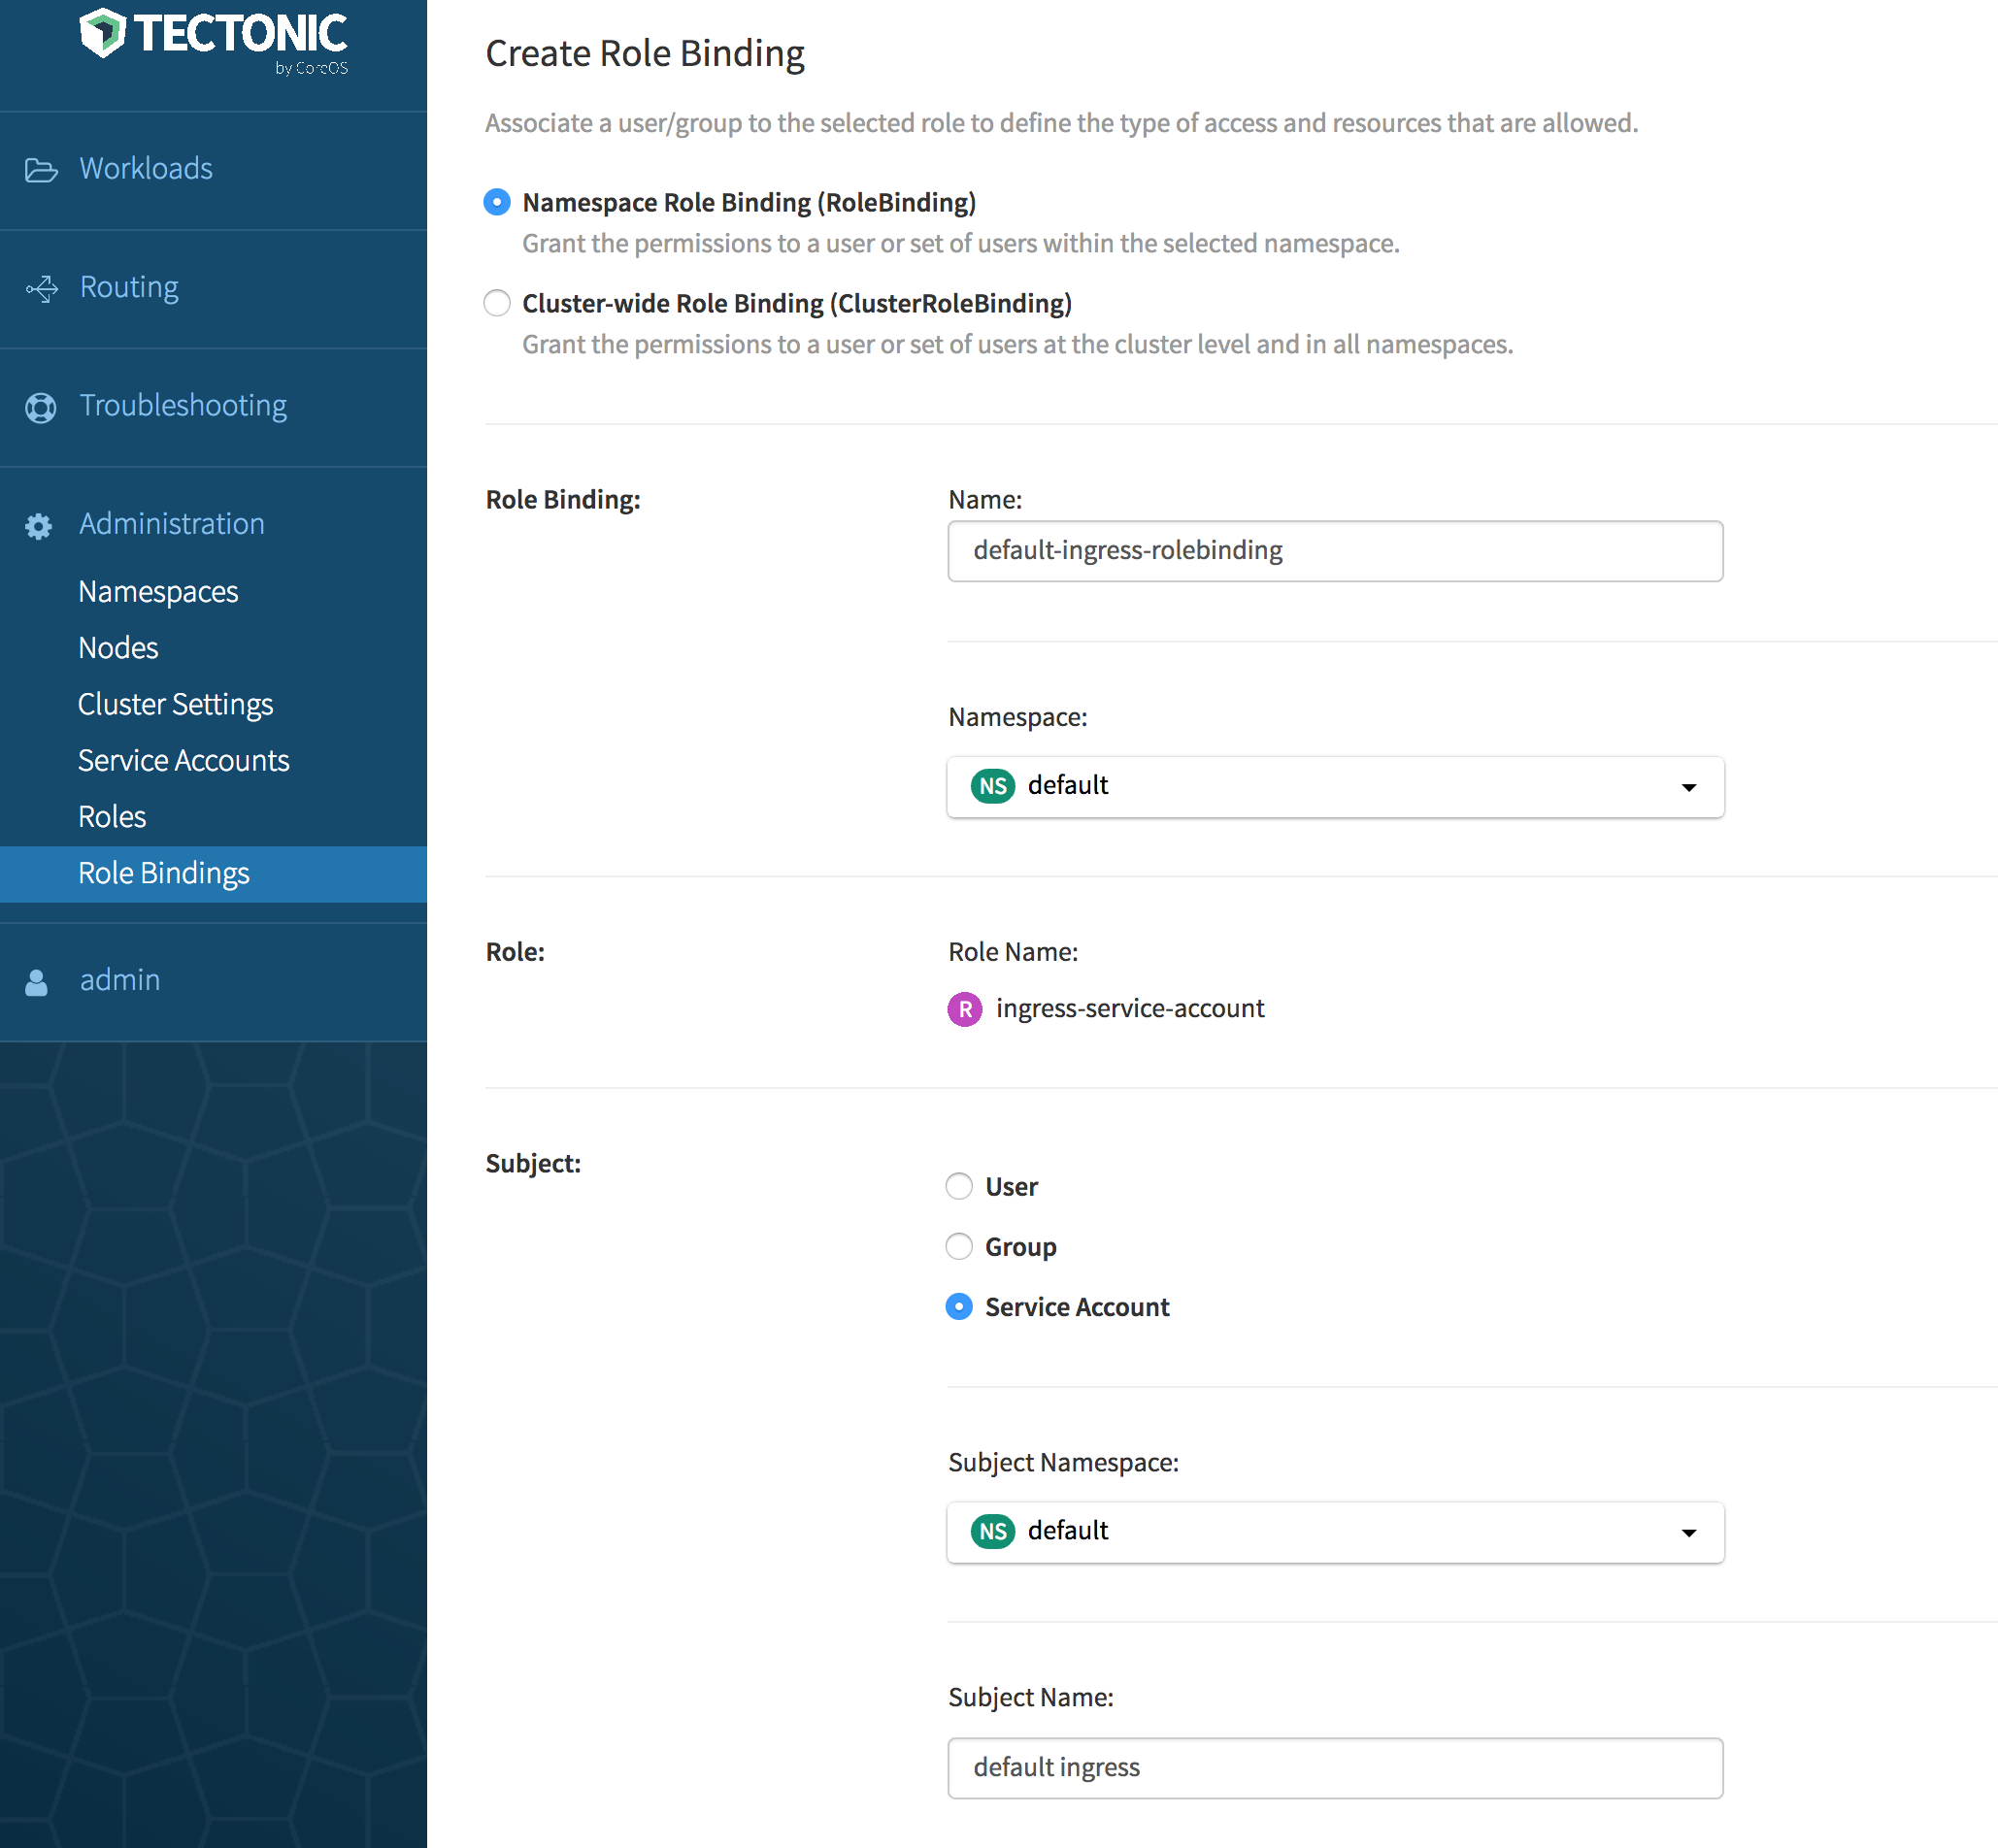 TECTONIC
by CoreOS
Workloads
Routing
Troubleshooting
Administration
Namespaces
Nodes
Cluster Settings
Service Accounts
Roles
Role Bindings
admin
Create Role Binding
Associate a user/group to the selected role to define the type of access and resources that are allowed.
Namespace Role Binding (RoleBinding)
Grant the permissions to a user or set of users within the selected namespace.
Cluster-wide Role Binding (ClusterRoleBinding)
Grant the permissions to a user or set of users at the cluster level and in all namespaces.
Role Binding:
Name:
default-ingress-rolebinding
Namespace:
NS default
Role:
Role Name:
R ingress-service-account
Subject:
User
Group
Service Account
Subject Namespace:
NS default
Subject Name:
default ingress